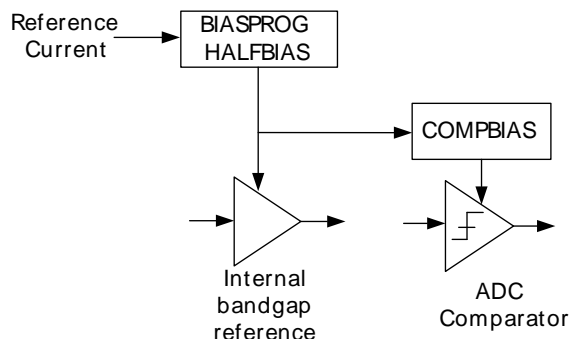 Reference
Current
BIASPROG
HALFBIAS
COMPBIAS
Internal
bandgap
reference
ADC
Comparator